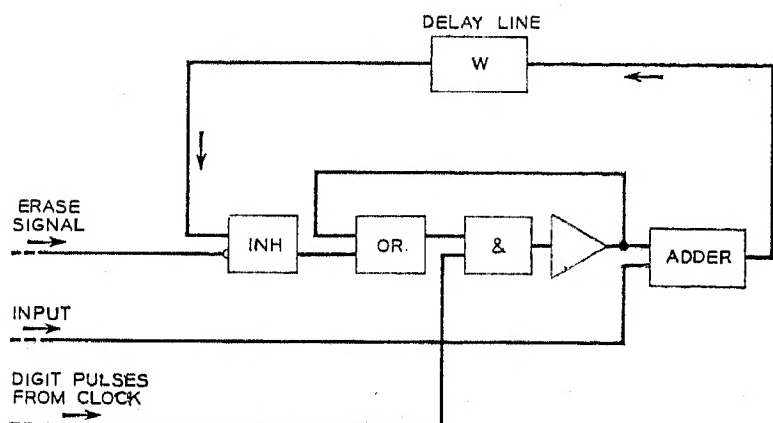 DELAY LINE
W
ERASE
SIGNAL
INH
OR.
&
ADDER
INPUT
DIGIT PULSES
FROM CLOCK